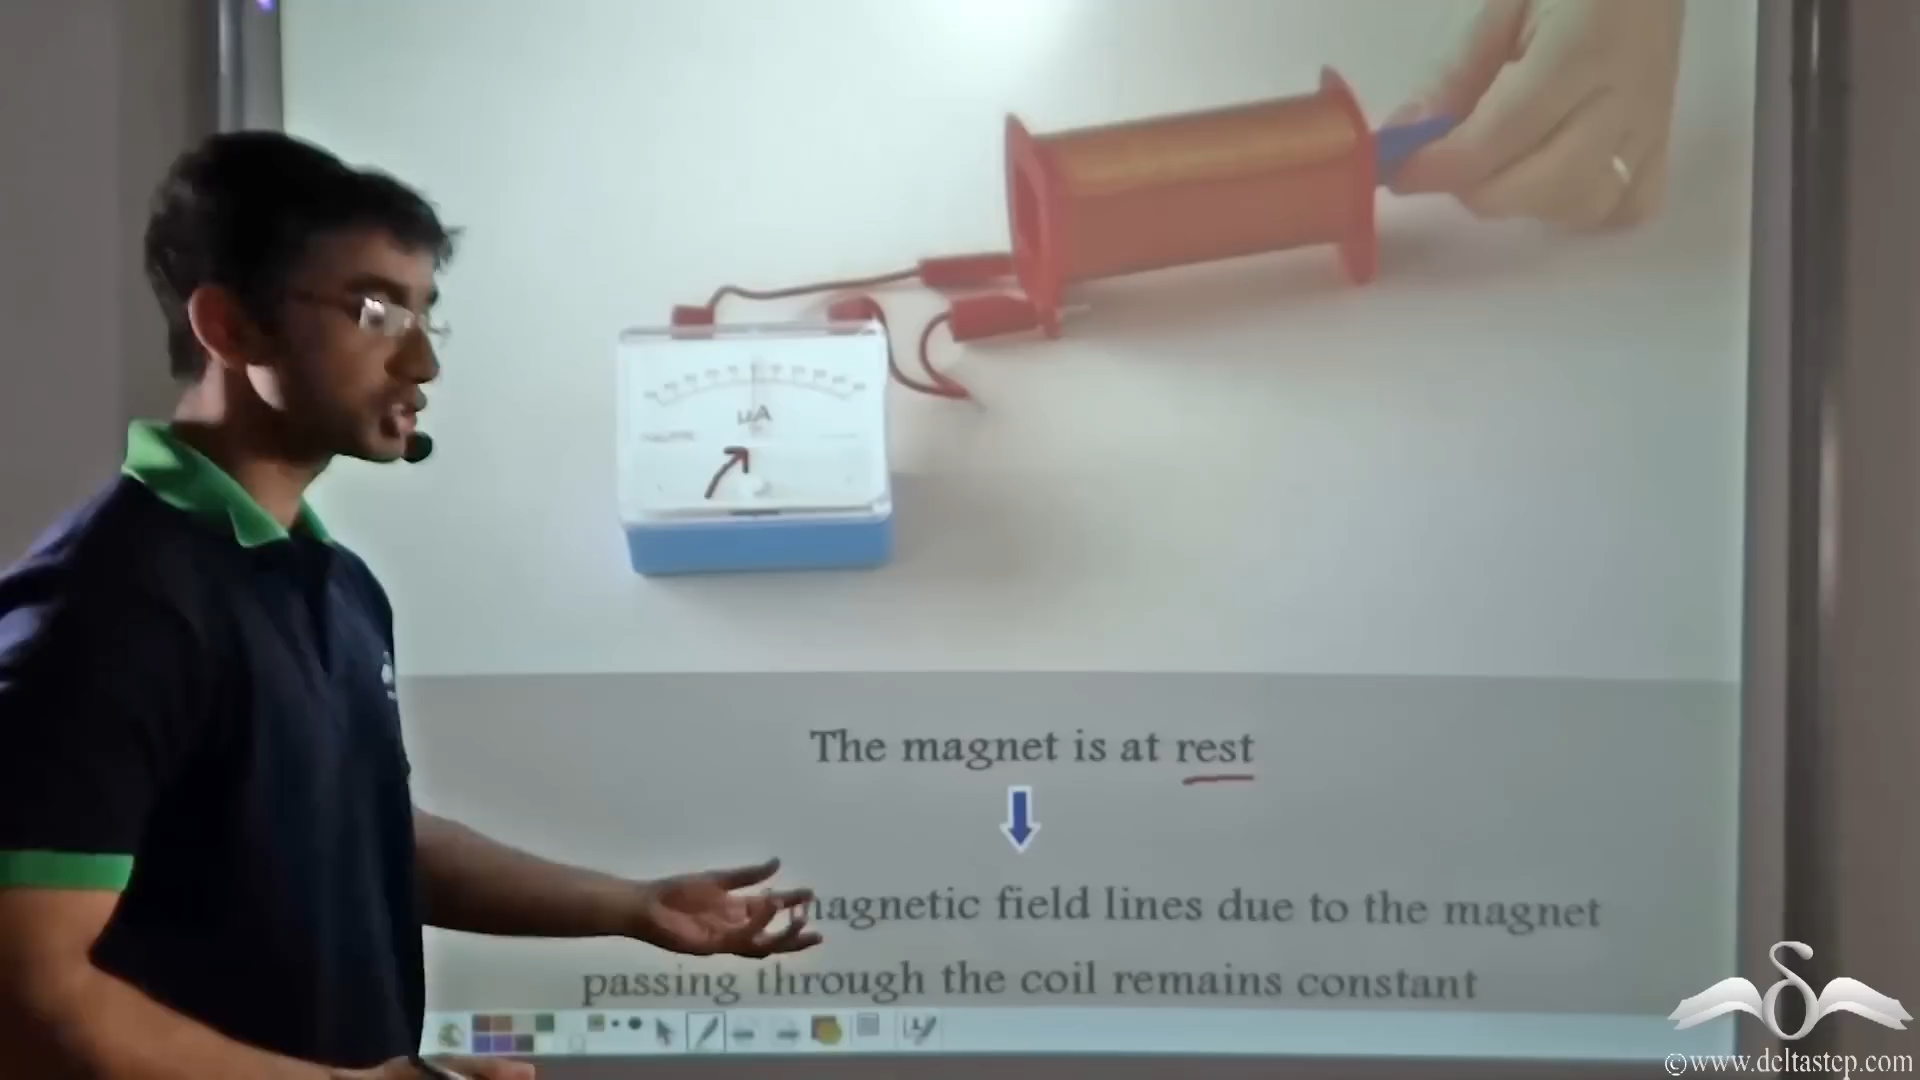 μA
The magnet is at rest
magnetic field lines due to the magnet
passing through the coil remains constant
©www.deltastep.com